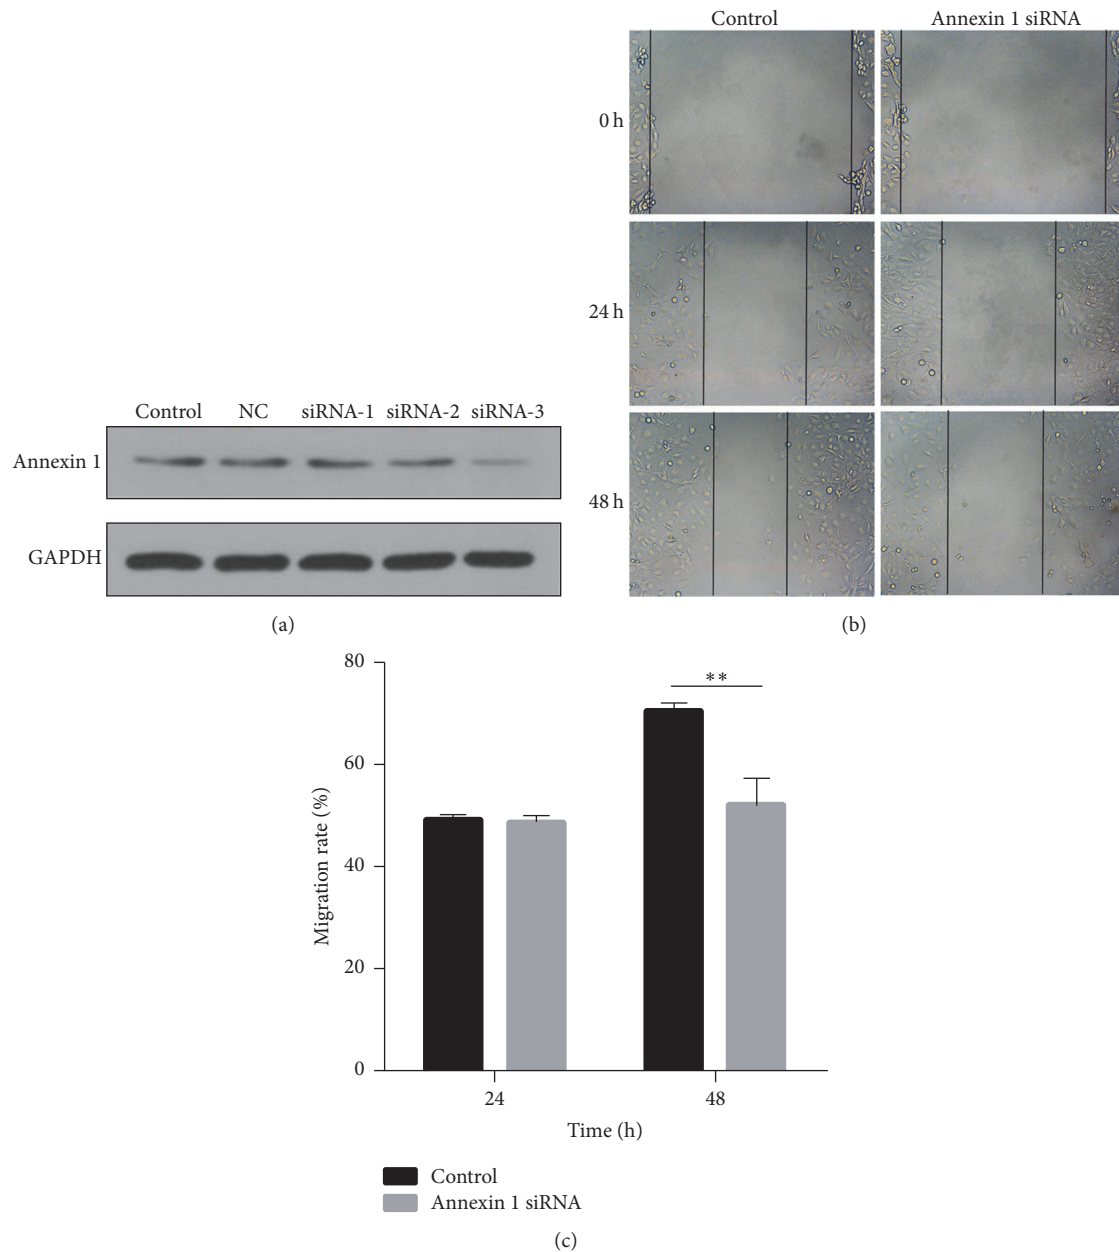 Control Annexin 1 siRNA
0 h
24 h
48 h
(b)
Control NC siRNA-1 siRNA-2 siRNA-3
Annexin 1
GAPDH
(a)
80
60
40
20
0
Migration rate (%)
**
24 48
Time (h)
Control
Annexin 1 siRNA
(c)